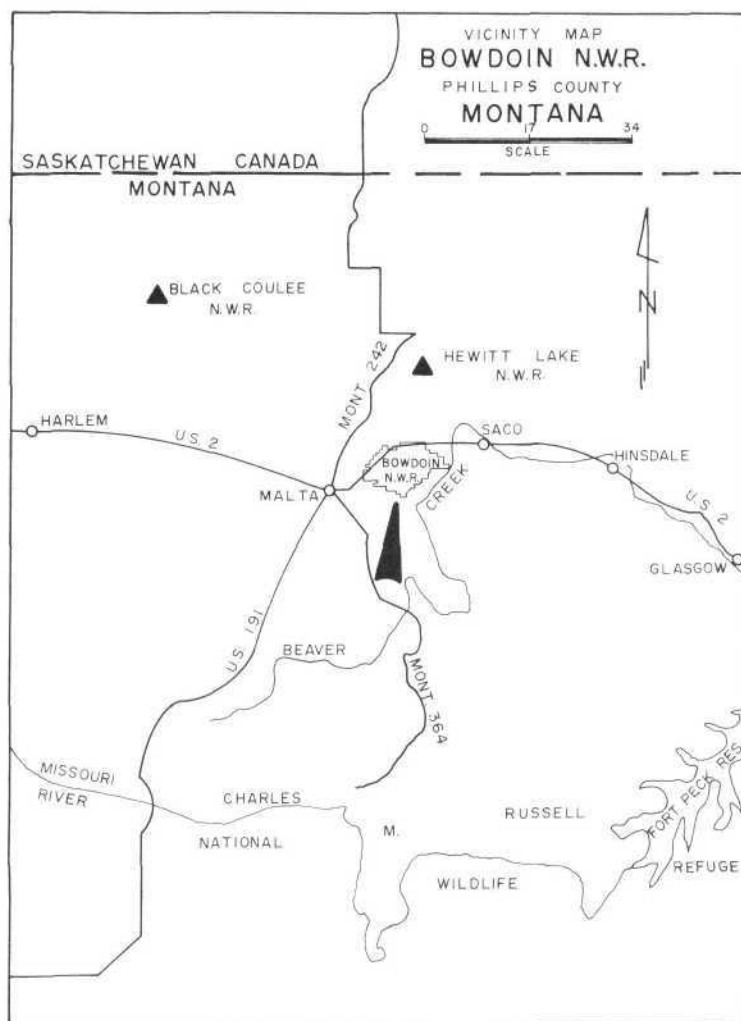 VICINITY MAP
BOWDOIN N.W.R.
PHILLIPS COUNTY
MONTANA
0 17 34
SCALE
SASKATCHEWAN CANADA
MONTANA
BLACK COULEE
N.W.R.
N
MONT 242
HEWITT LAKE
N.W.R.
HARLEM
U.S. 2
SACO
BOWDOIN
N.W.R.
HINSDALE
MALTA
CREEK
U.S. 2
GLASGOW
U.S. 191
BEAVER
MONT 364
MISSOURI
RIVER
CHARLES
M.
RUSSELL
FORT PECK RES
NATIONAL
WILDLIFE
REFUGE